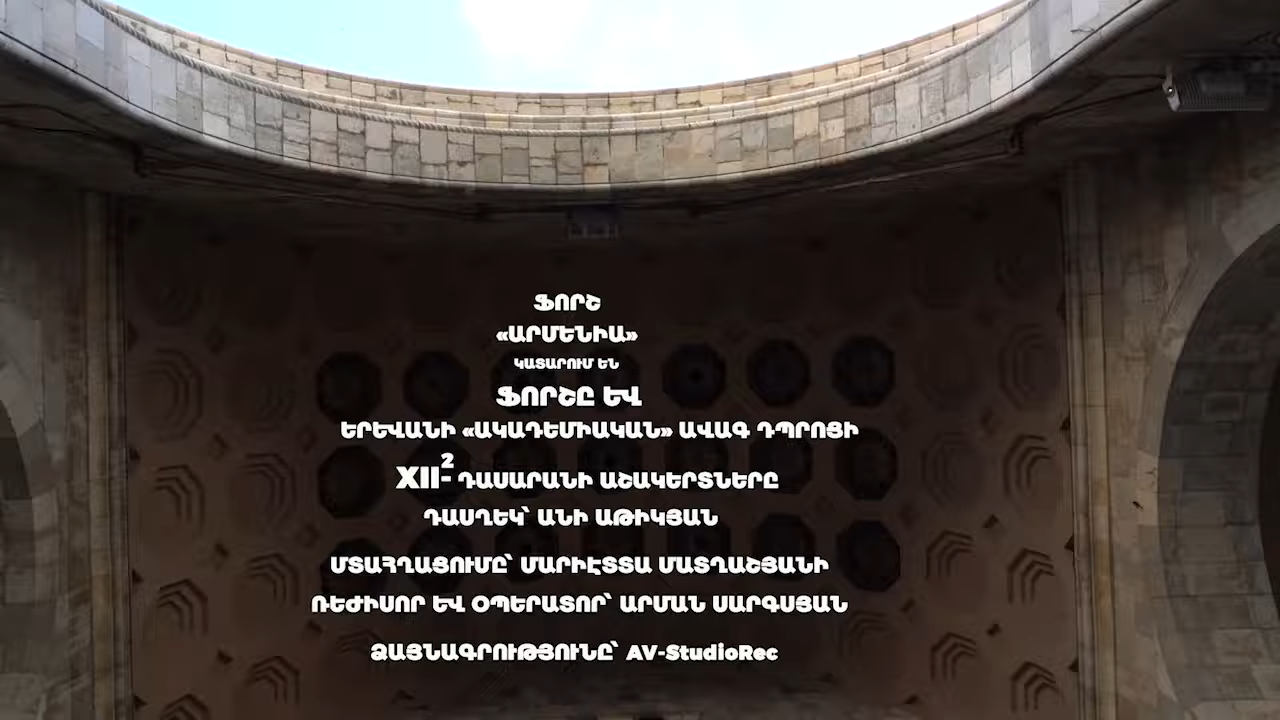 ՖՈՐՇ
«ԱՐՄԵՆԻԱ»
ԿԱՏԱՐՈՒՄ ԵՆ
ՖՈՐՇԸ ԵՎ
ԵՐԵՎԱՆԻ «ԱԿԱԴԵՄԻԱԿԱՆ» ԱՎԱԳ ԴՊՐՈՑԻ
XII-2 ԴԱՍԱՐԱՆԻ ԱՇԱԿԵՐՏՆԵՐԸ
ԴԱՍՂԵԿ՝ ԱՆԻ ԱԹԻԿՅԱՆ
ՄՏԱՀՂԱՑՈՒՄԸ՝ ՄԱՐԻԷՏՏԱ ՄԱՏՂԱՇՅԱՆԻ
ՌԵԺԻՍՈՐ ԵՎ ՕՊԵՐԱՏՈՐ՝ ԱՐՄԱՆ ՍԱՐԳՍՅԱՆ
ՁԱՅՆԱԳՐՈՒԹՅՈՒՆԸ՝ AV-StudioRec